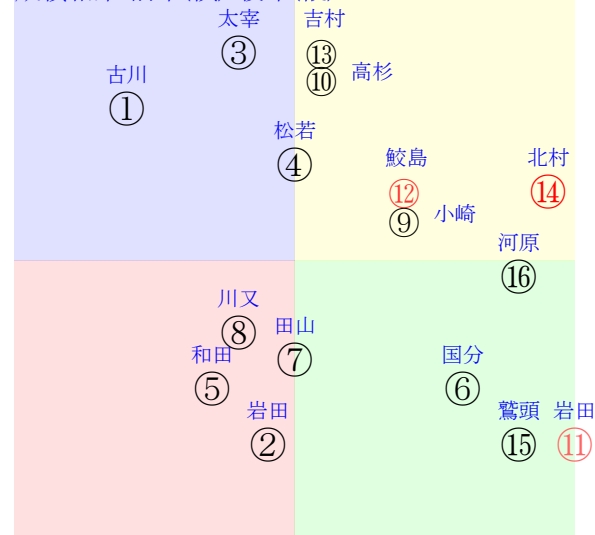 太宰 吉村
③ ⑬
古川 ⑩ 高杉
①
松若
④ 鮫島 北村
⑫ ⑭
⑨ 小崎
河原
⑯
川又
⑧ 田山
和田 ⑦ 国分
⑤ ⑥
岩田 鷲頭 岩田
② ⑮ ⑪